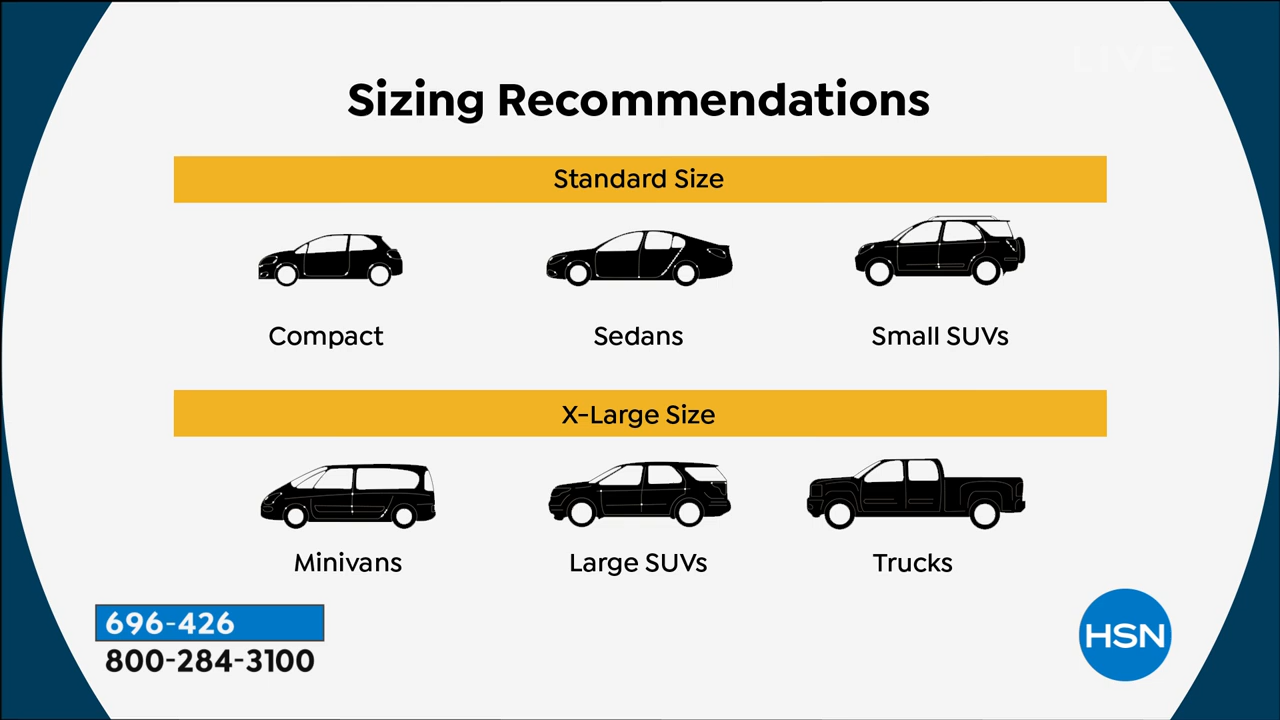 LIVE
Sizing Recommendations
Standard Size
Compact
Sedans
Small SUVs
X-Large Size
Minivans
Large SUVs
Trucks
696-426
800-284-3100
HSN